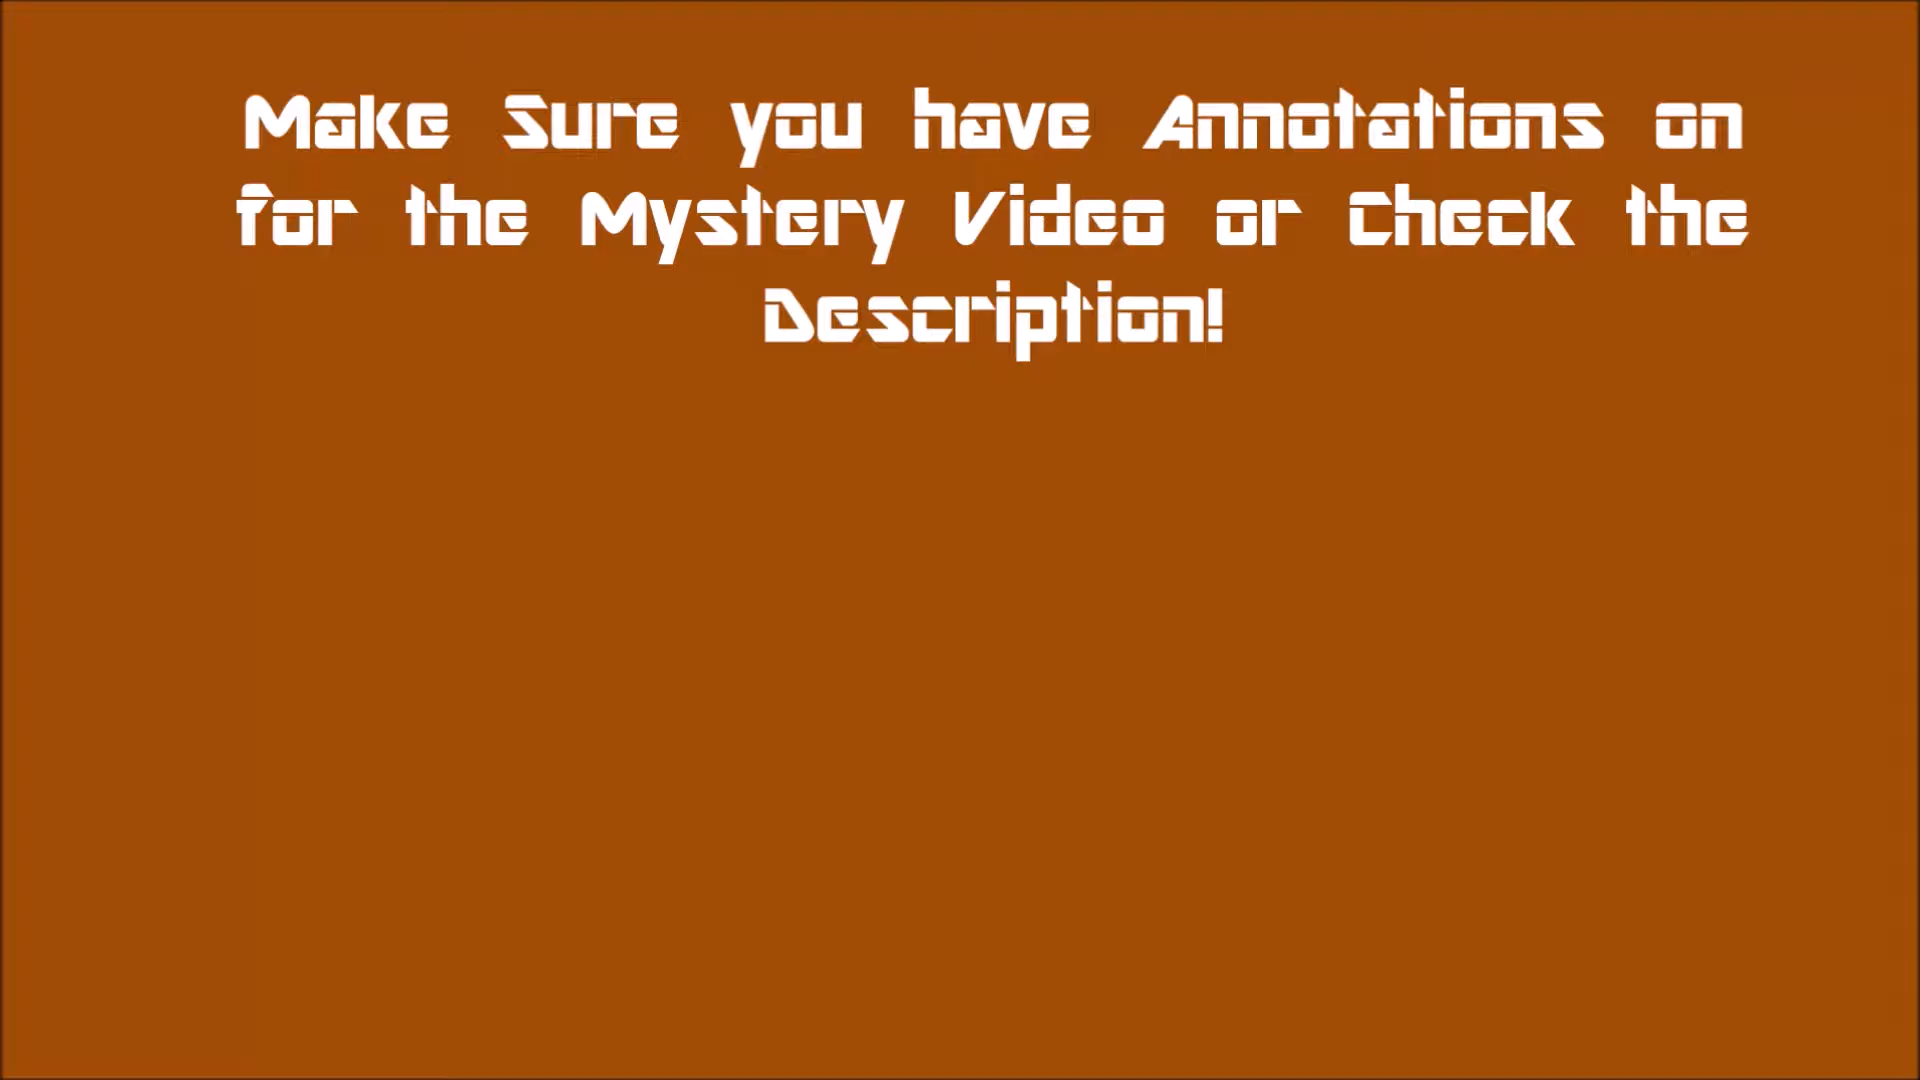 Make Sure you have Annotations on
for the Mystery Video or Check the
Description!